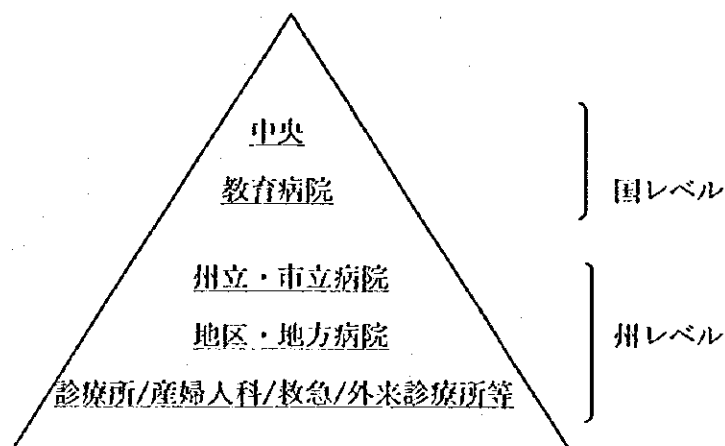 中央
教育病院
国レベル
州立・市立病院
地区・地方病院
州レベル
診療所/産婦人科/救急/外来診療所等